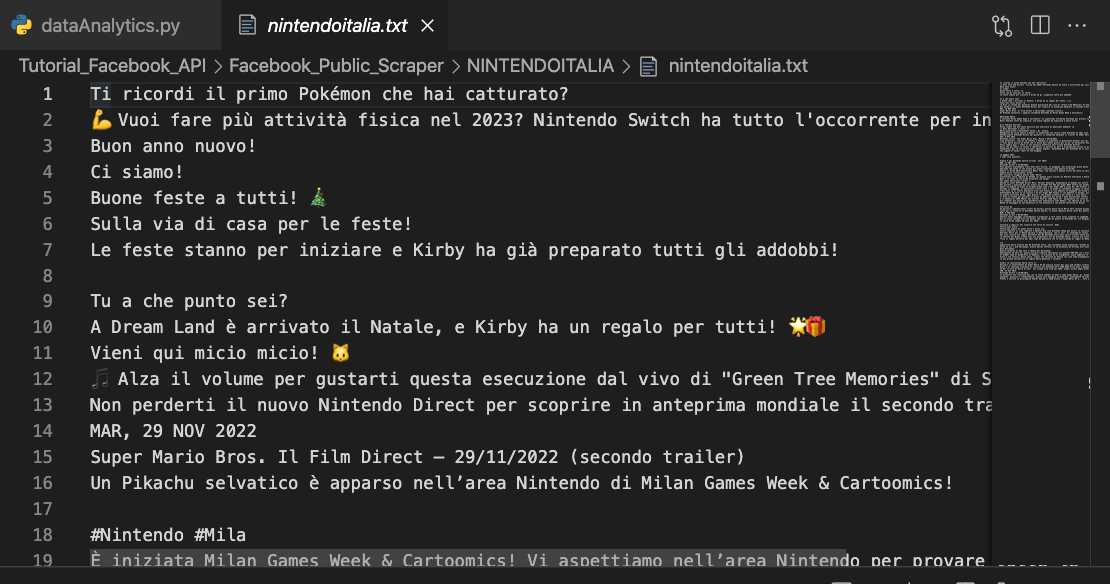 dataAnalytics.py
nintendoitalia.txt
Tutorial_Facebook_API > Facebook_Public_Scraper > NINTENDOITALIA > nintendoitalia.txt
1 Ti ricordi il primo Pokémon che hai catturato?
2 💪 Vuoi fare più attività fisica nel 2023? Nintendo Switch ha tutto l'occorrente per in
3 Buon anno nuovo!
4 Ci siamo!
5 Buone feste a tutti! 🎄
6 Sulla via di casa per le feste!
7 Le feste stanno per iniziare e Kirby ha già preparato tutti gli addobbi!
8
9 Tu a che punto sei?
10 A Dream Land è arrivato il Natale, e Kirby ha un regalo per tutti! 🌟🎁
11 Vieni qui micio micio! 🐱
12 🎵 Alza il volume per gustarti questa esecuzione dal vivo di "Green Tree Memories" di S
13 Non perderti il nuovo Nintendo Direct per scoprire in anteprima mondiale il secondo tra
14 MAR, 29 NOV 2022
15 Super Mario Bros. Il Film Direct – 29/11/2022 (secondo trailer)
16 Un Pikachu selvatico è apparso nell’area Nintendo di Milan Games Week & Cartoomics!
17
18 #Nintendo #Mila
19 È iniziata Milan Games Week & Cartoomics! Vi aspettiamo nell’area Nintendo per provare